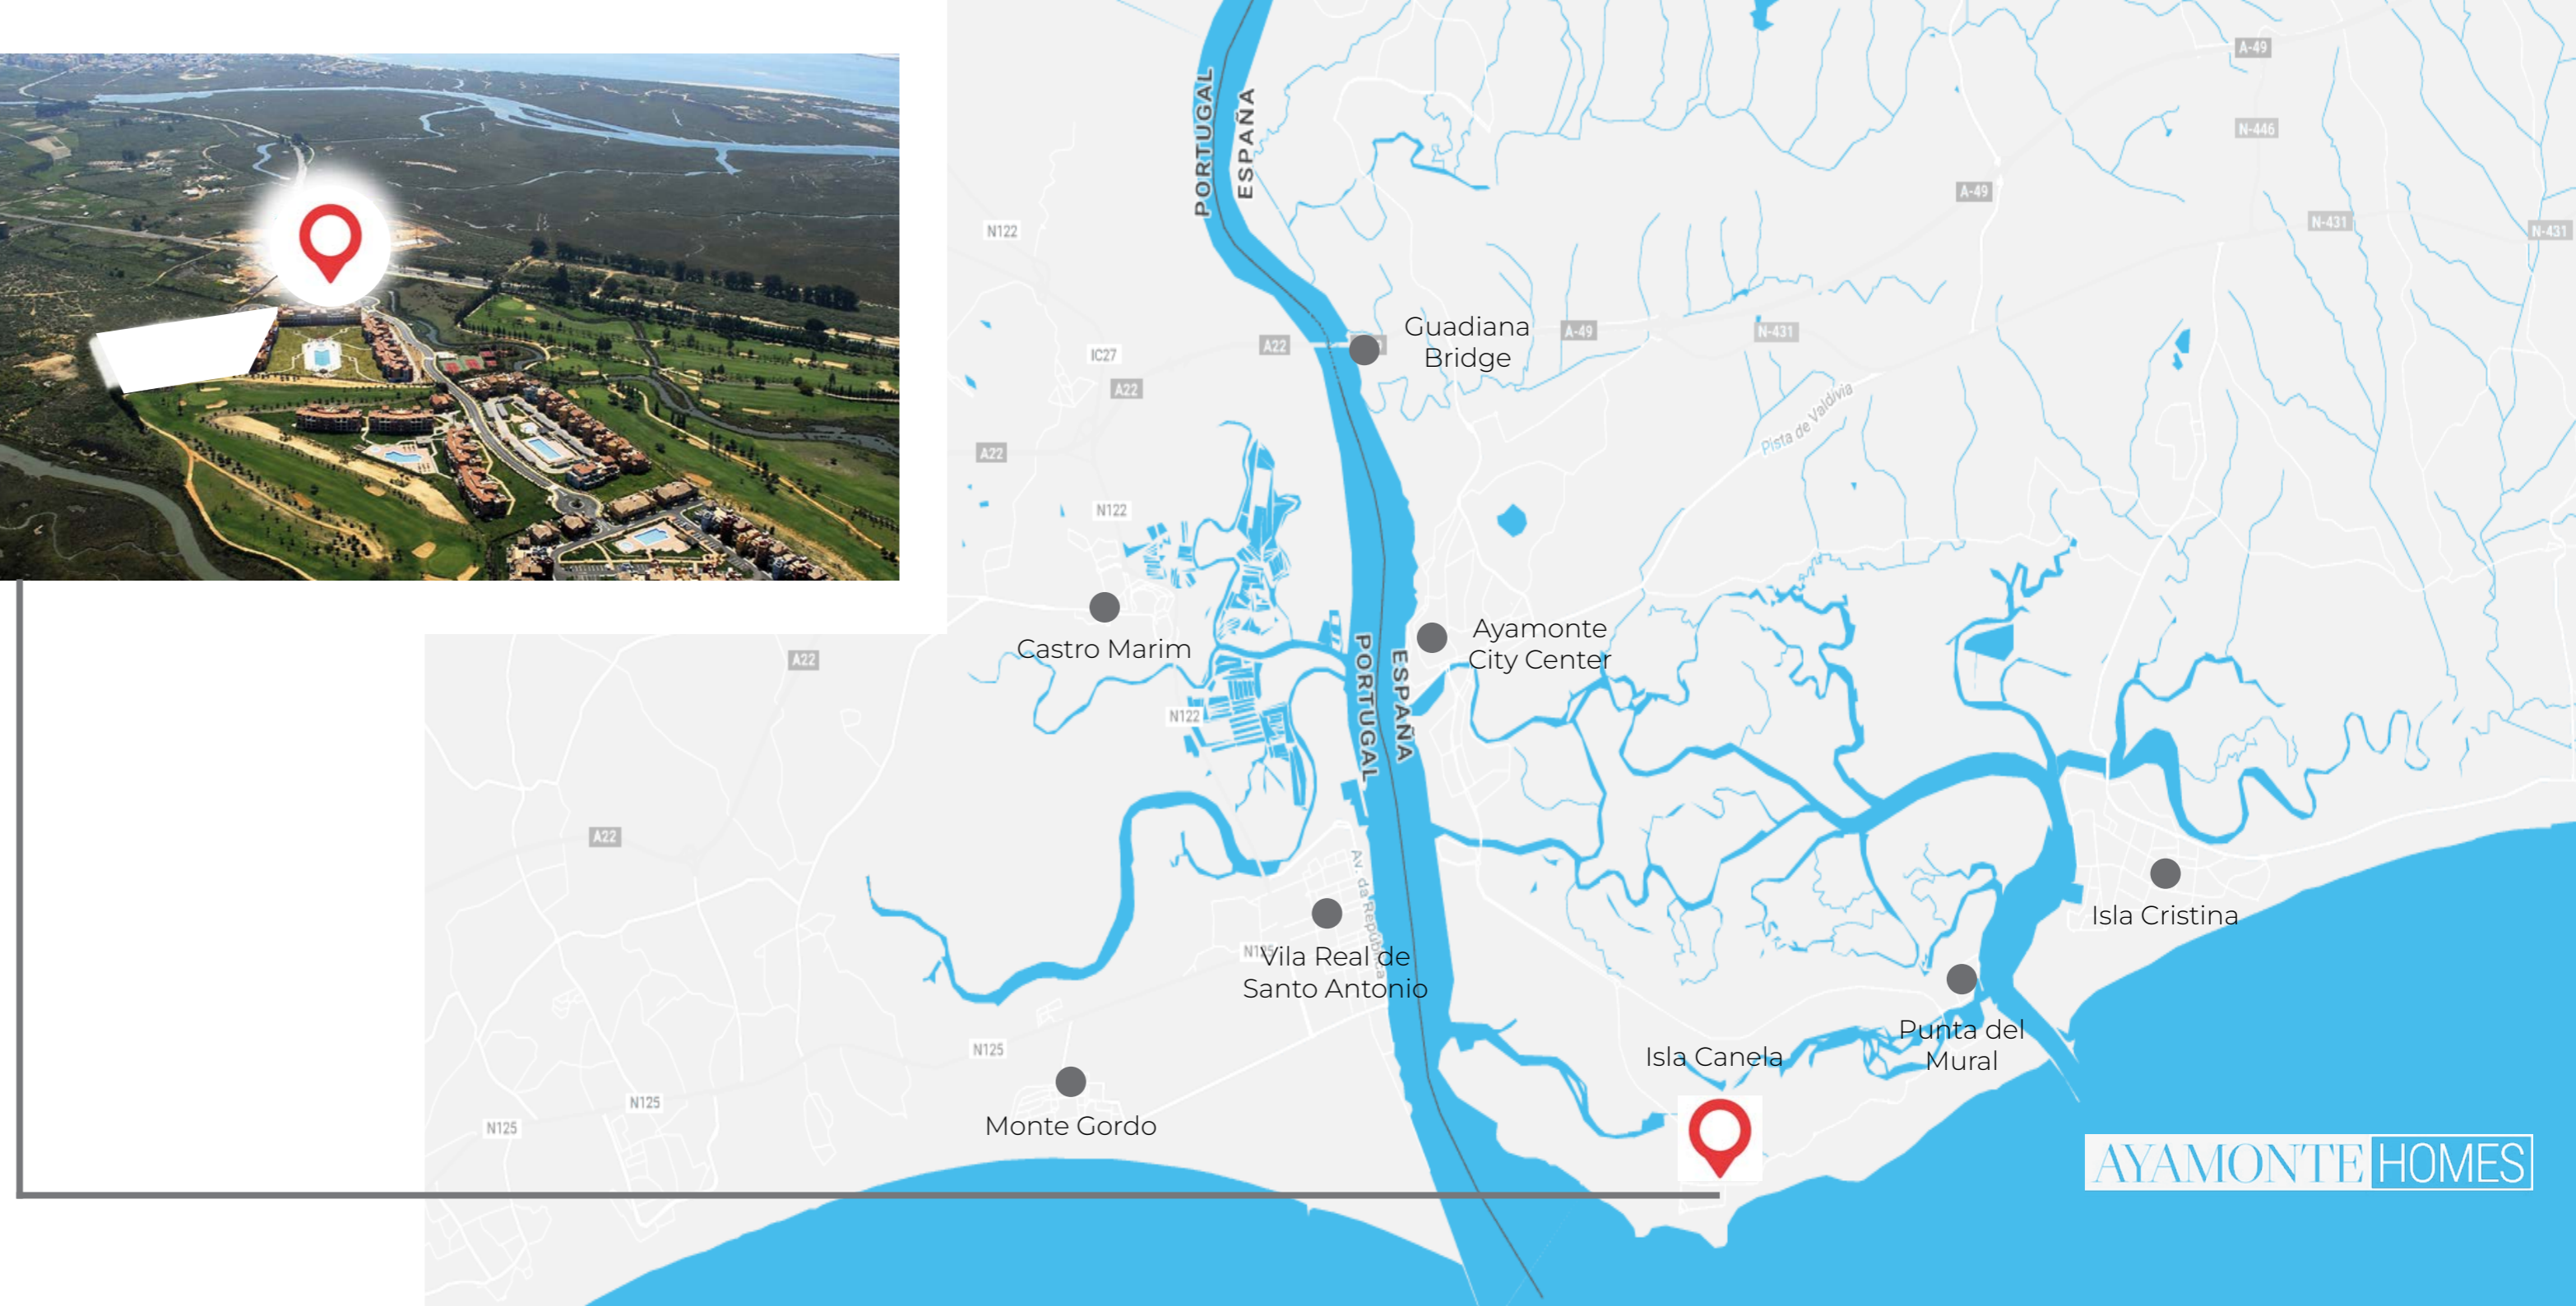 PORTUGAL
ESPAÑA
A-49
N-446
A-49
N-431
N-431
N122
Guadiana
Bridge
A22
A-49
N-431
IC27
A22
Pista de Valdivia
A22
N122
Castro Marim
Ayamonte
City Center
A22
PORTUGAL
ESPAÑA
N122
A22
Av. da República
Isla Cristina
N125
Vila Real de
Santo Antonio
Punta del
Mural
Isla Canela
N125
N125
Monte Gordo
N125
AYAMONTE HOMES